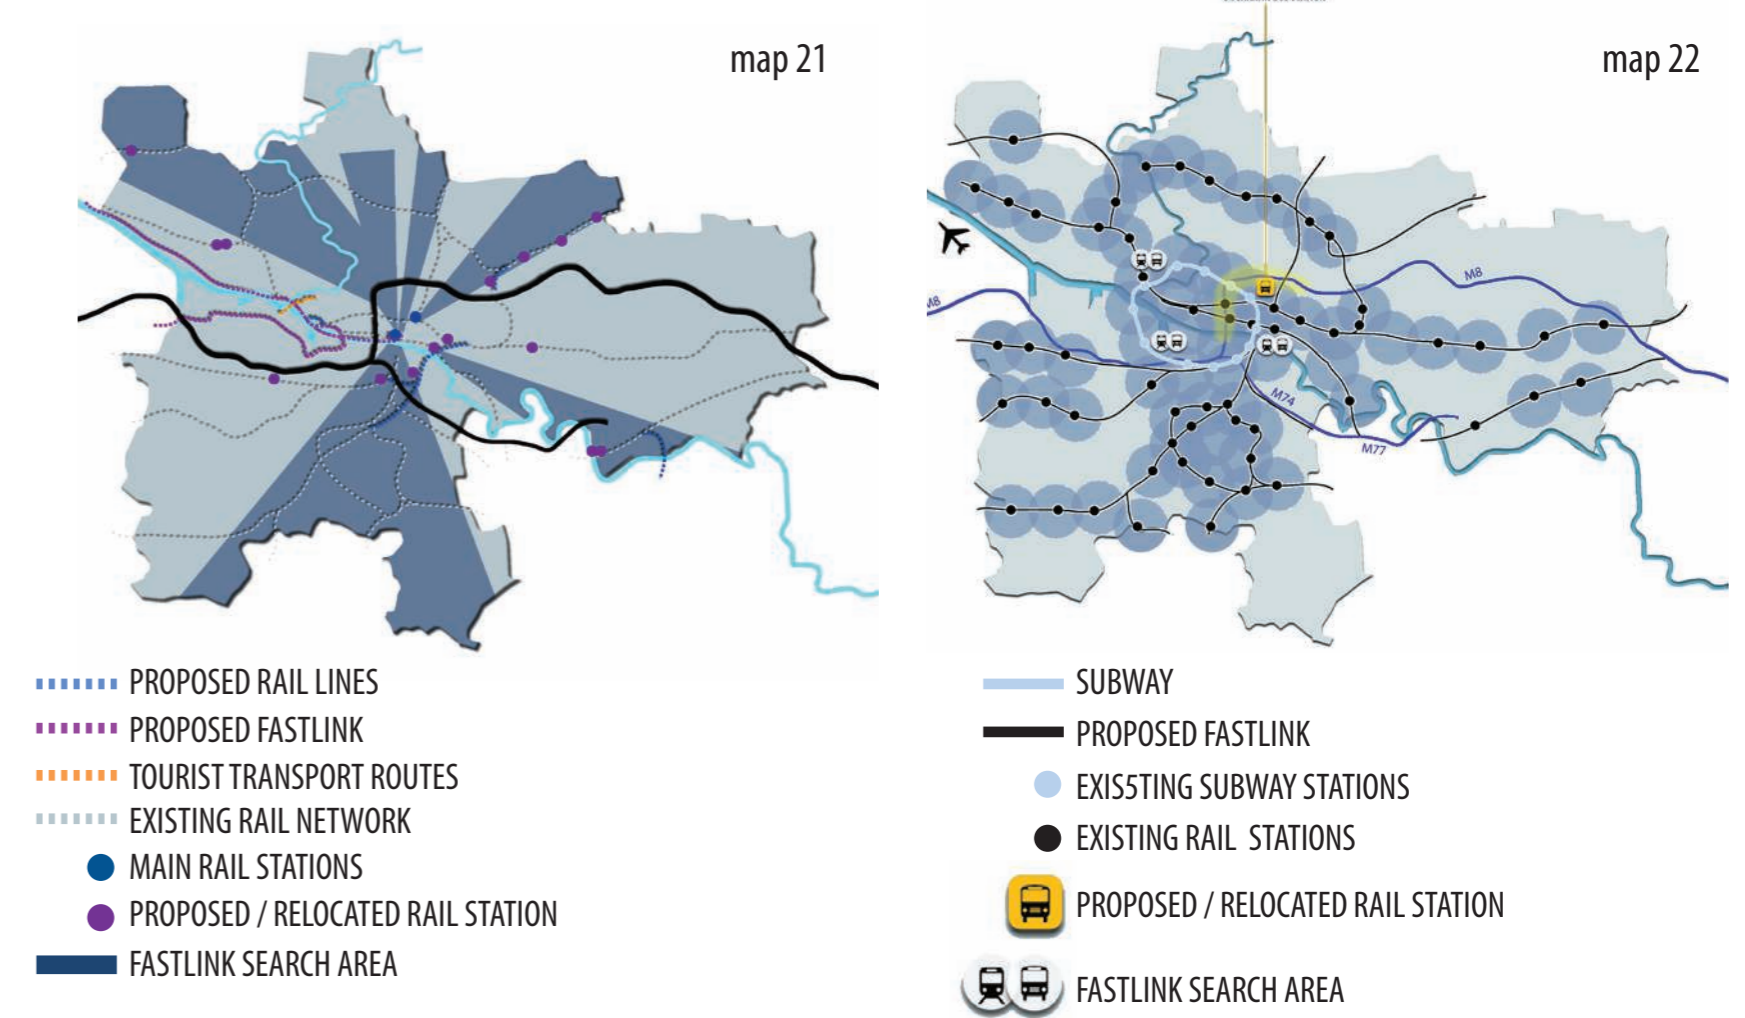 map 21
map 22
M8
M8
M74
M77
PROPOSED RAIL LINES
PROPOSED FASTLINK
TOURIST TRANSPORT ROUTES
EXISTING RAIL NETWORK
MAIN RAIL STATIONS
PROPOSED / RELOCATED RAIL STATION
FASTLINK SEARCH AREA
SUBWAY
PROPOSED FASTLINK
EXIS5TING SUBWAY STATIONS
EXISTING RAIL STATIONS
PROPOSED / RELOCATED RAIL STATION
FASTLINK SEARCH AREA